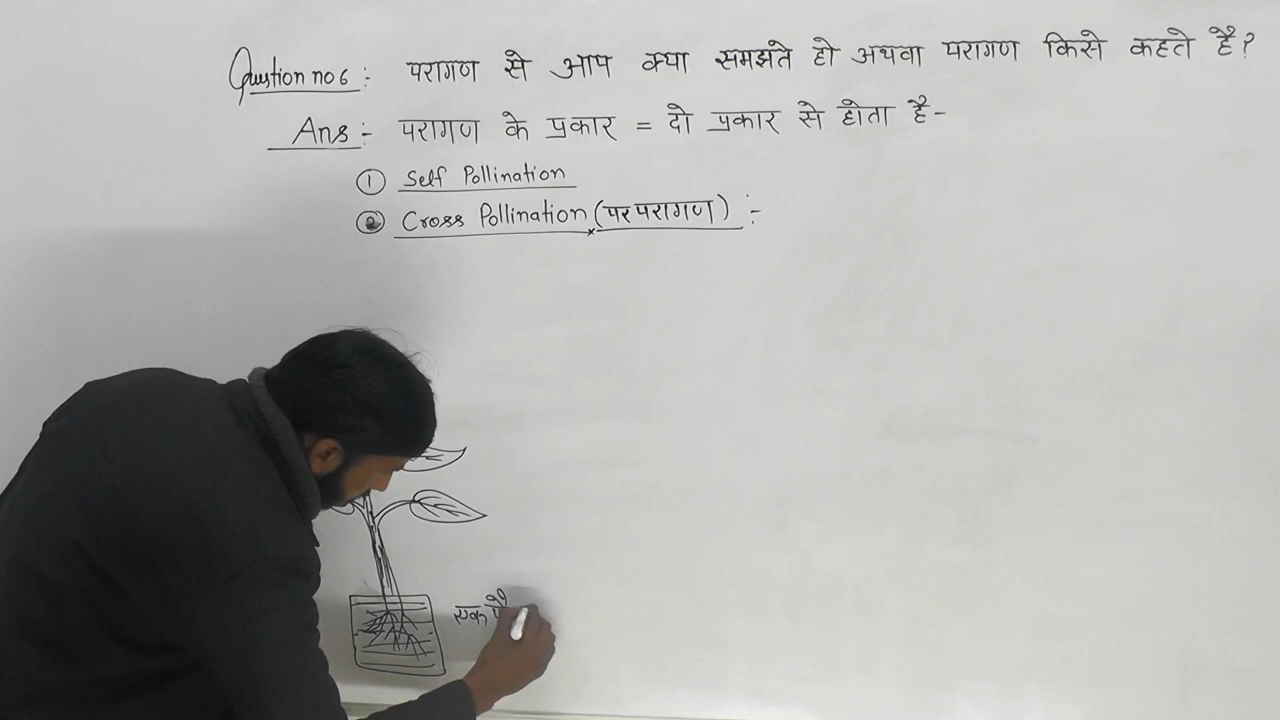 Question no 6 :- परागण से आप क्या समझते हो अथवा परागण किसे कहते है?
Ans :- परागण के प्रकार = दो प्रकार से होता है-
① Self Pollination
② Cross Pollination (परपरागण) :-
एक